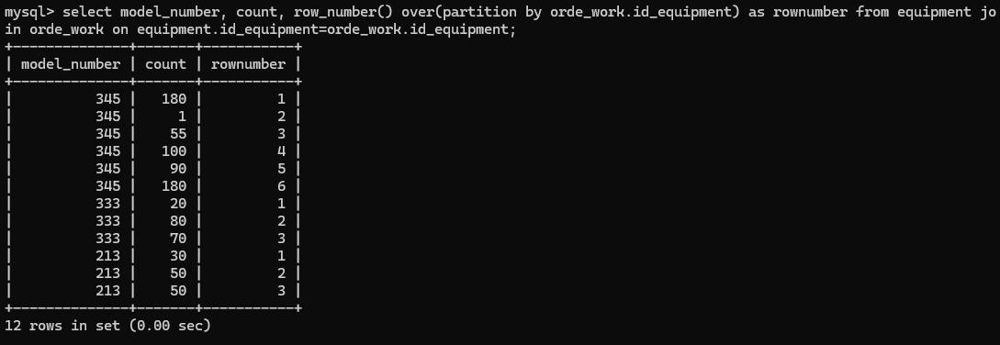 mysql> select model_number, count, row_number() over(partition by orde_work.id_equipment) as rownumber from equipment jo
in orde_work on equipment.id_equipment=orde_work.id_equipment;
+--------------+-------+-----------+
| model_number | count | rownumber |
+--------------+-------+-----------+
|          345 |   180 |         1 |
|          345 |     1 |         2 |
|          345 |    55 |         3 |
|          345 |   100 |         4 |
|          345 |    90 |         5 |
|          345 |   180 |         6 |
|          333 |    20 |         1 |
|          333 |    80 |         2 |
|          333 |    70 |         3 |
|          213 |    30 |         1 |
|          213 |    50 |         2 |
|          213 |    50 |         3 |
+--------------+-------+-----------+
12 rows in set (0.00 sec)